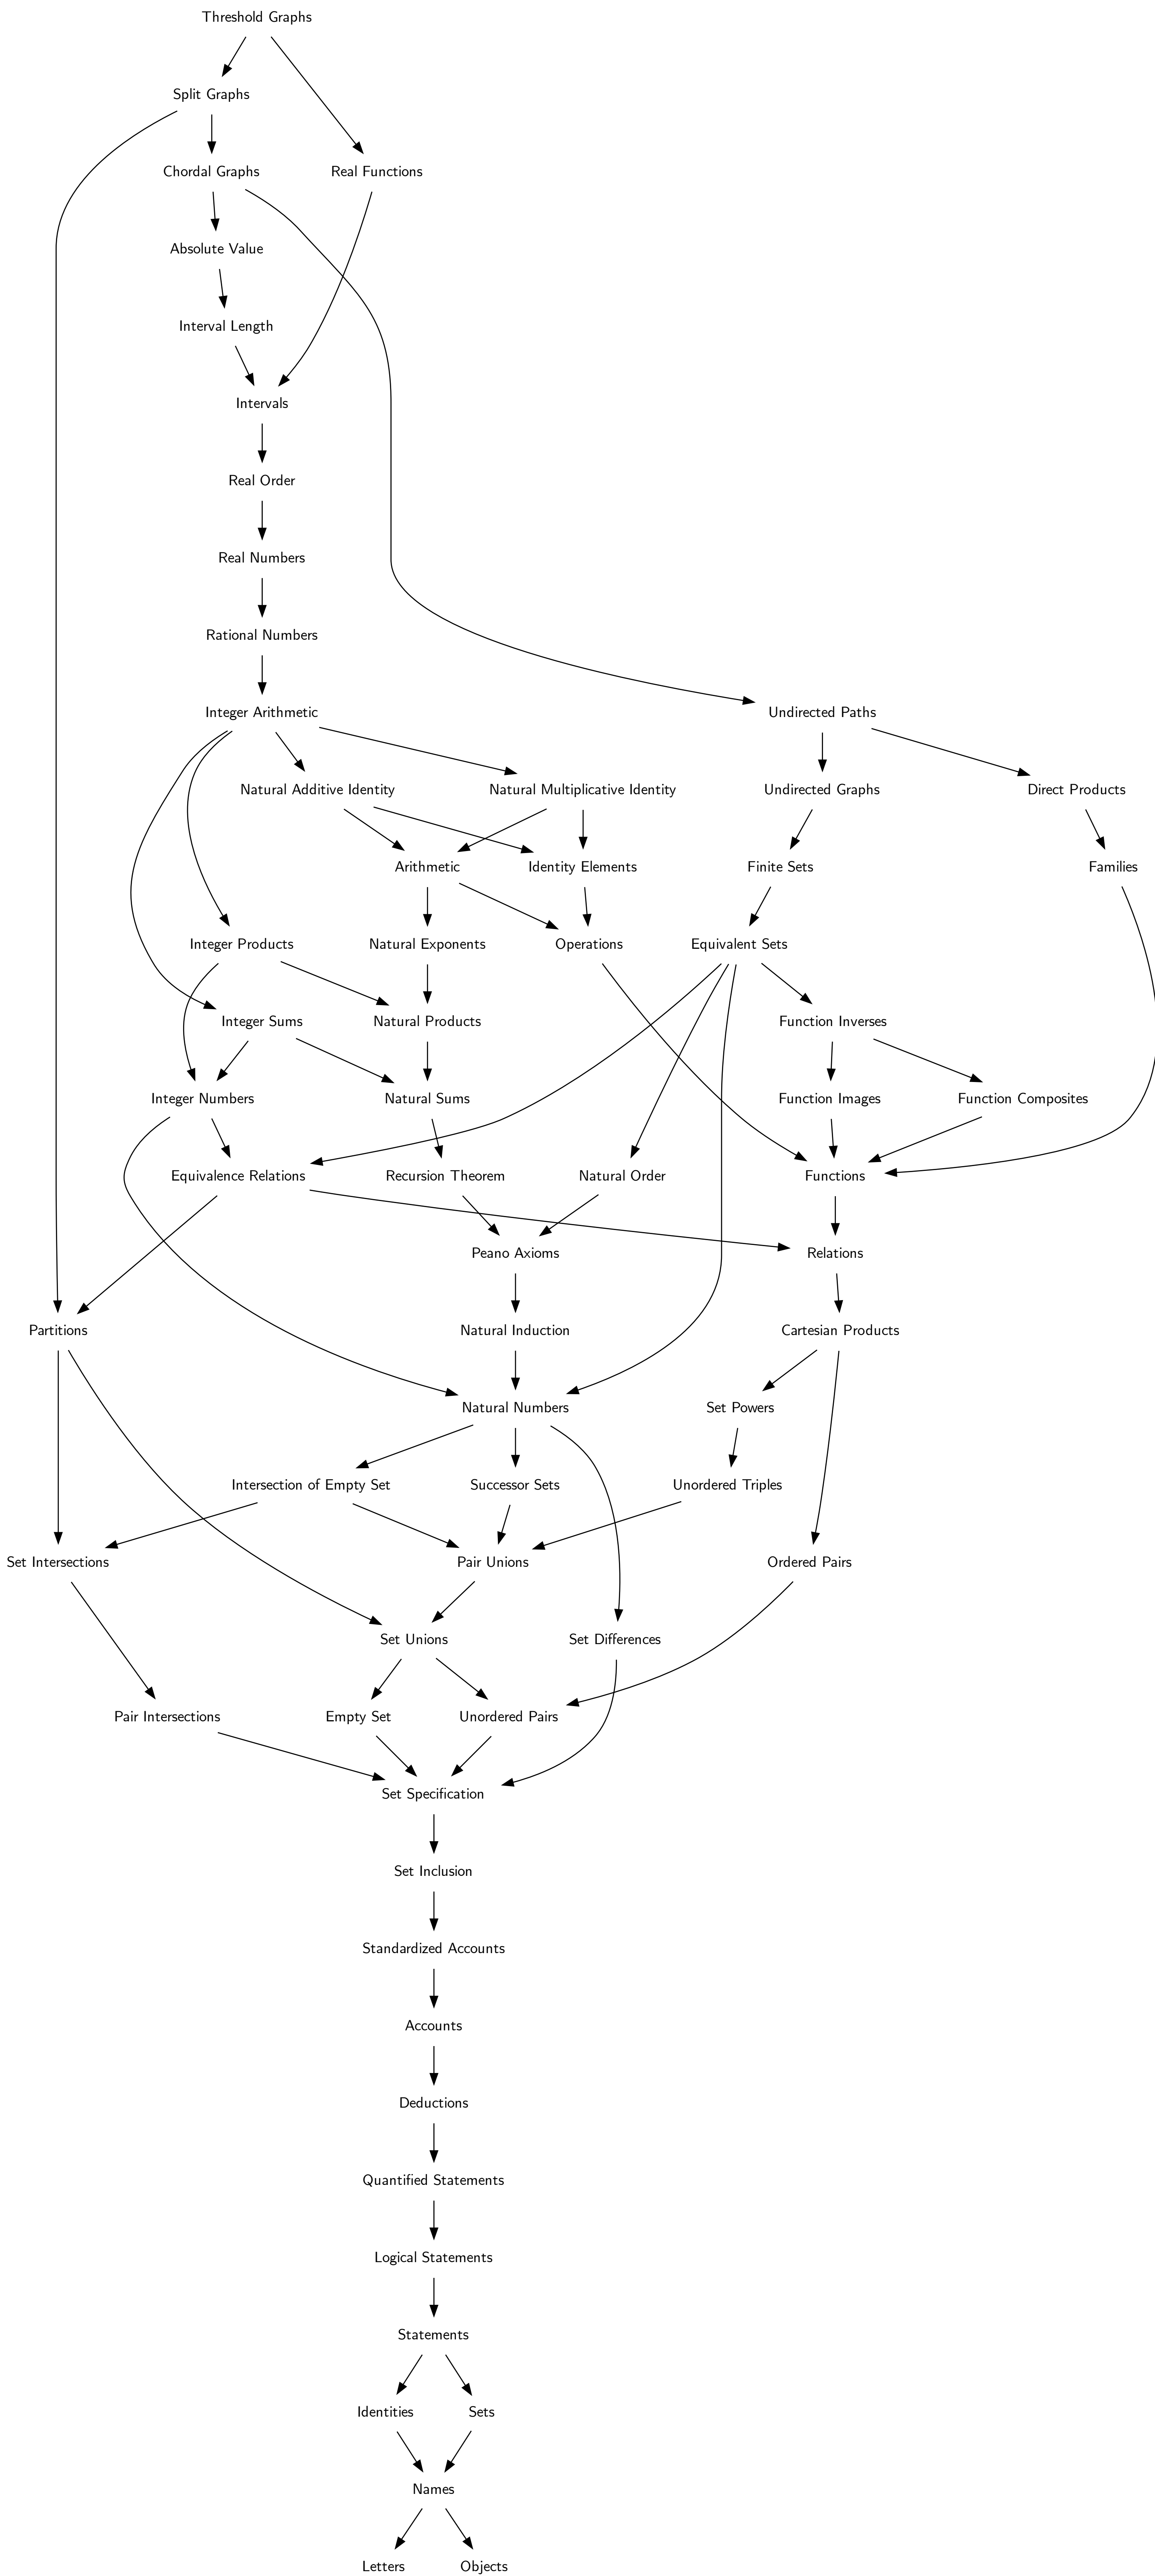 Threshold Graphs
Split Graphs
Chordal Graphs
Real Functions
Absolute Value
Interval Length
Intervals
Real Order
Real Numbers
Rational Numbers
Integer Arithmetic
Undirected Paths
Natural Additive Identity
Natural Multiplicative Identity
Undirected Graphs
Direct Products
Arithmetic
Identity Elements
Finite Sets
Families
Integer Products
Natural Exponents
Operations
Equivalent Sets
Integer Sums
Natural Products
Function Inverses
Integer Numbers
Natural Sums
Function Images
Function Composites
Equivalence Relations
Recursion Theorem
Natural Order
Functions
Peano Axioms
Relations
Partitions
Natural Induction
Cartesian Products
Natural Numbers
Set Powers
Intersection of Empty Set
Successor Sets
Unordered Triples
Set Intersections
Pair Unions
Ordered Pairs
Set Unions
Set Differences
Pair Intersections
Empty Set
Unordered Pairs
Set Specification
Set Inclusion
Standardized Accounts
Accounts
Deductions
Quantified Statements
Logical Statements
Statements
Identities
Sets
Names
Letters
Objects